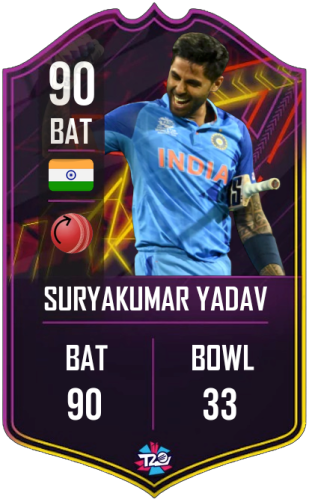 90
BAT
INDIA
SURYAKUMAR YADAV
BAT
BOWL
90
33
T20